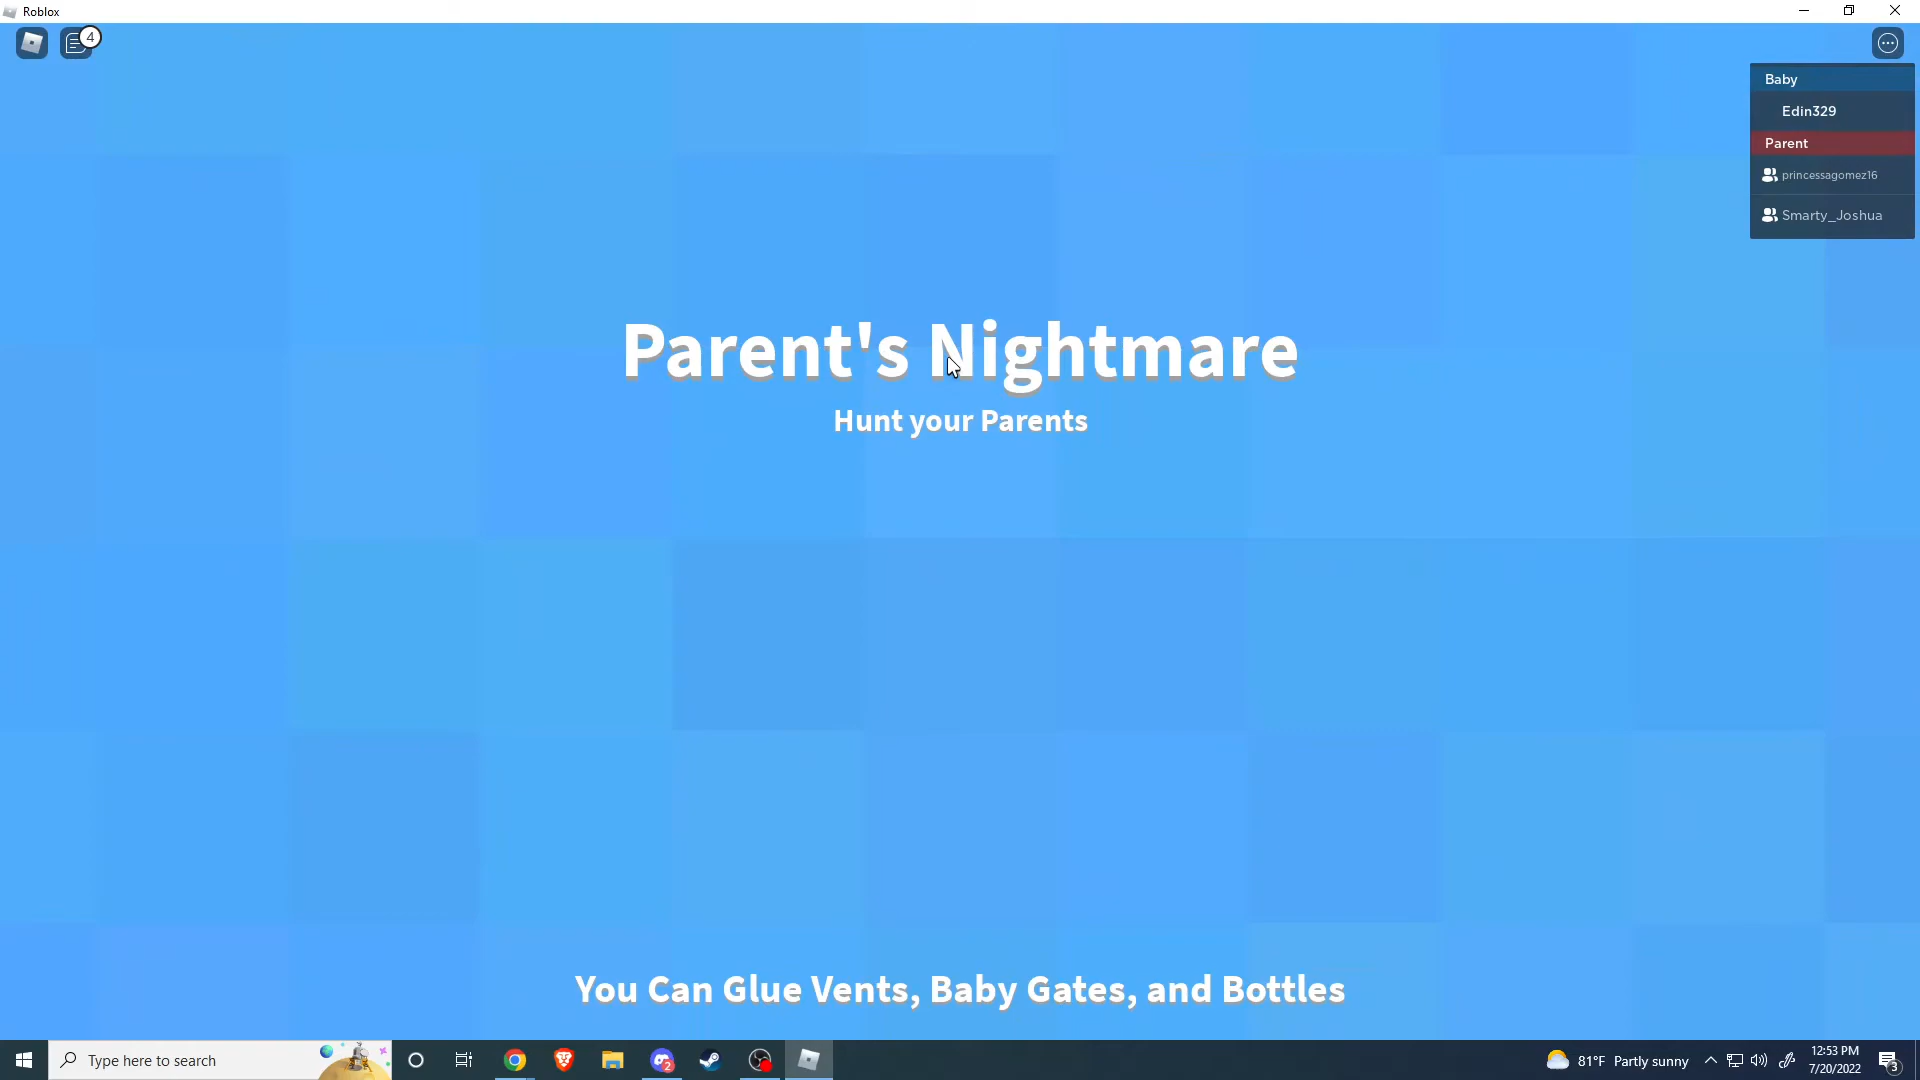 Roblox
4
Baby
Edin329
Parent
princessagomez16
Smarty_Joshua
Parent's Nightmare
Hunt your Parents
You Can Glue Vents, Baby Gates, and Bottles
Type here to search
2
81°F Partly sunny
12:53 PM
7/20/2022
3